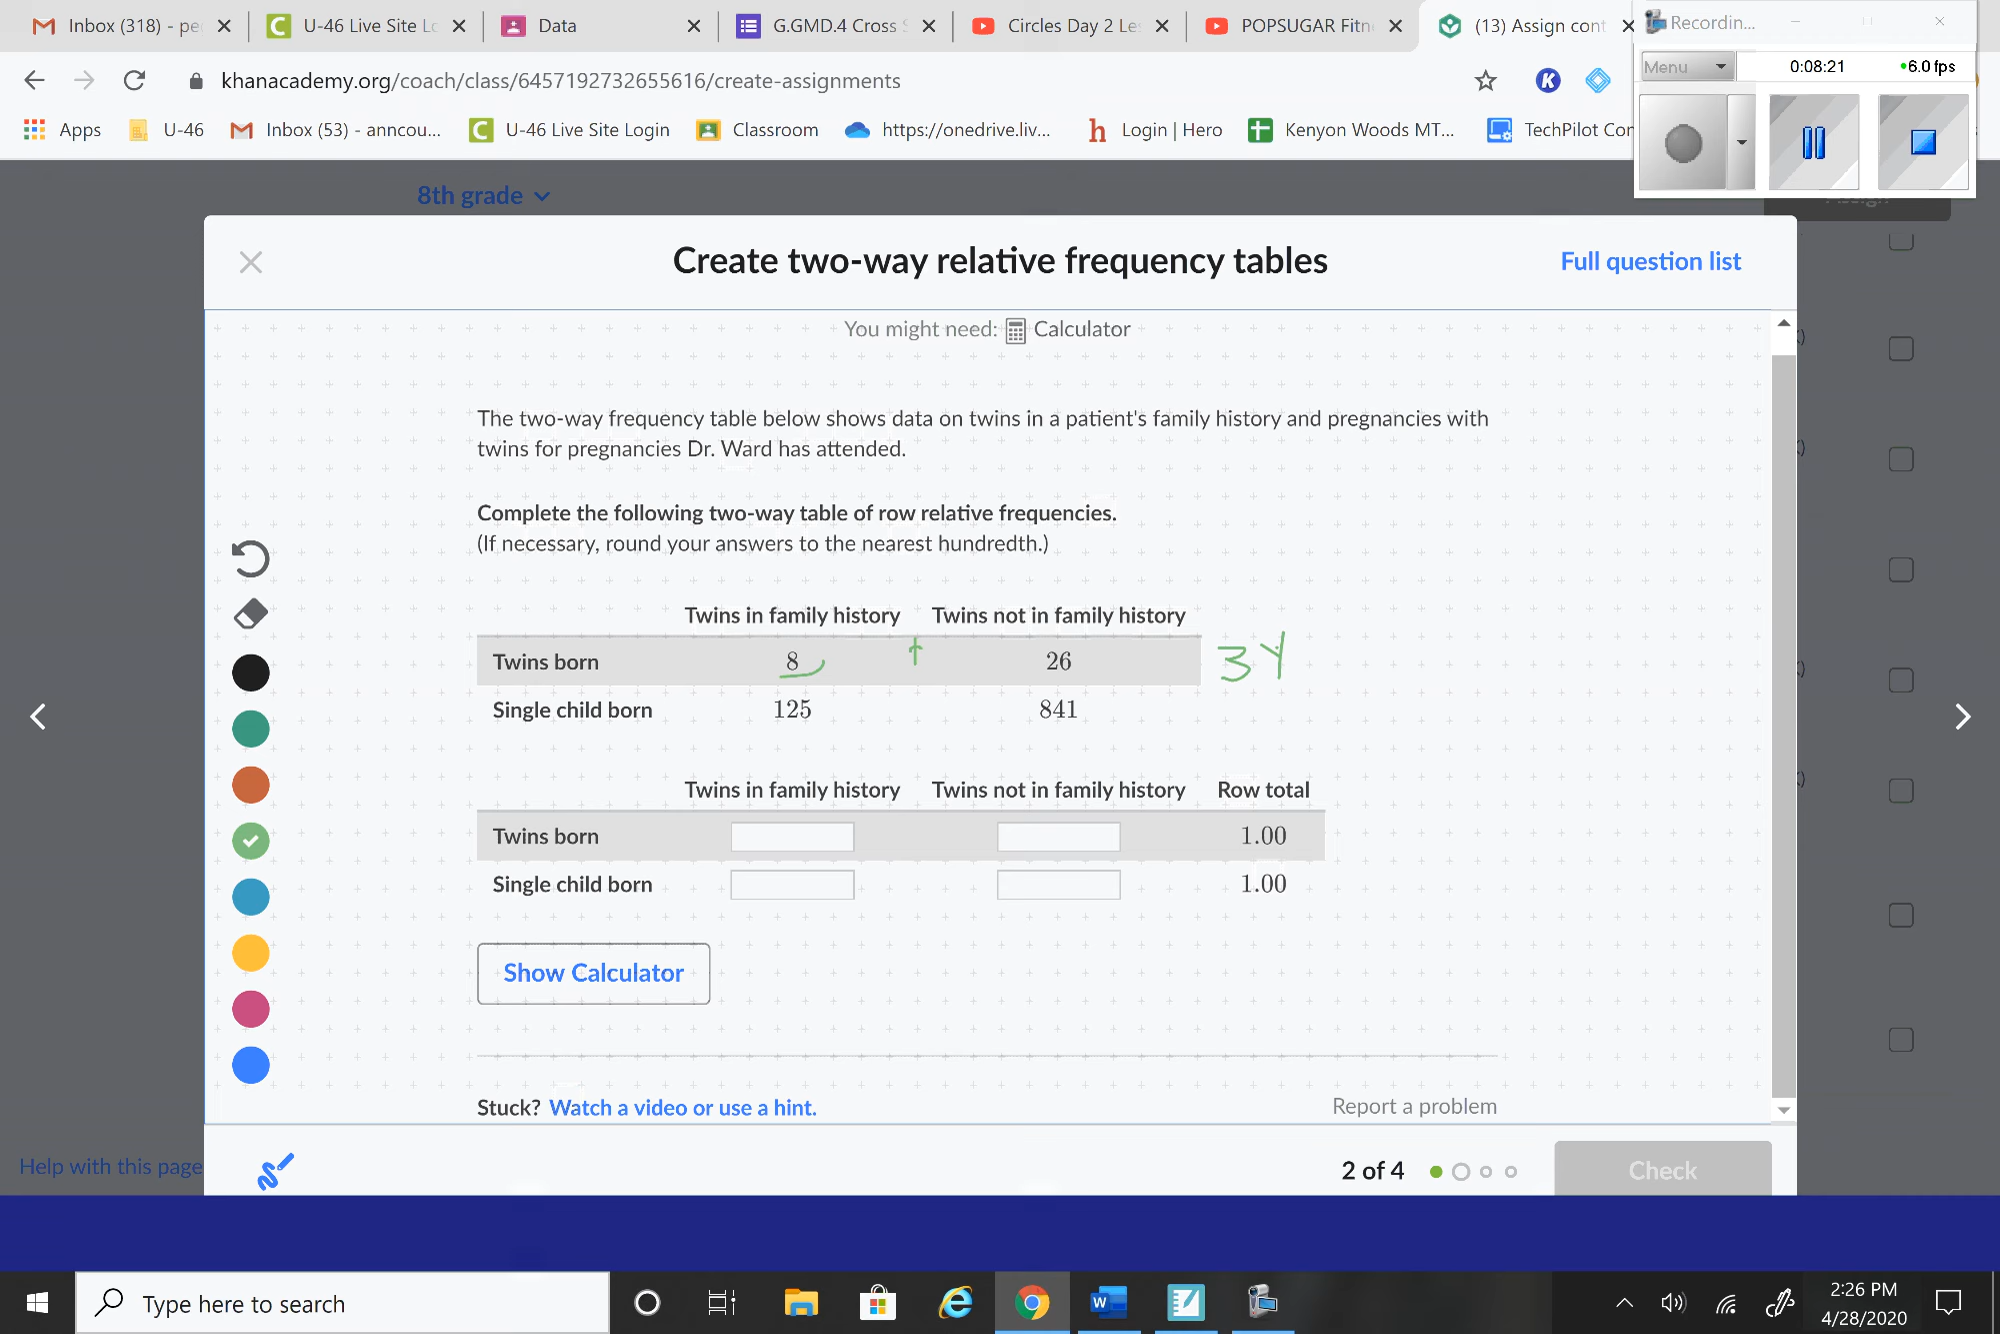 Inbox (318) - pe
U-46 Live Site Lo
Data
G.GMD.4 Cross S
Circles Day 2 Le
POPSUGAR Fitn
(13) Assign cont
Recordin...
khanacademy.org/coach/class/6457192732655616/create-assignments
Menu
0:08:21
6.0 fps
Apps
U-46
Inbox (53) - anncou...
U-46 Live Site Login
Classroom
https://onedrive.liv...
Login | Hero
Kenyon Woods MT...
TechPilot Cor
8th grade
Create two-way relative frequency tables
Full question list
You might need: Calculator
The two-way frequency table below shows data on twins in a patient's family history and pregnancies with
twins for pregnancies Dr. Ward has attended.
Complete the following two-way table of row relative frequencies.
(If necessary, round your answers to the nearest hundredth.)
Twins in family history Twins not in family history
Twins born 8 + 26 34
Single child born 125 841
Twins in family history Twins not in family history Row total
Twins born 1.00
Single child born 1.00
Show Calculator
Stuck? Watch a video or use a hint.
Report a problem
Help with this page
2 of 4
Check
Type here to search
2:26 PM
4/28/2020